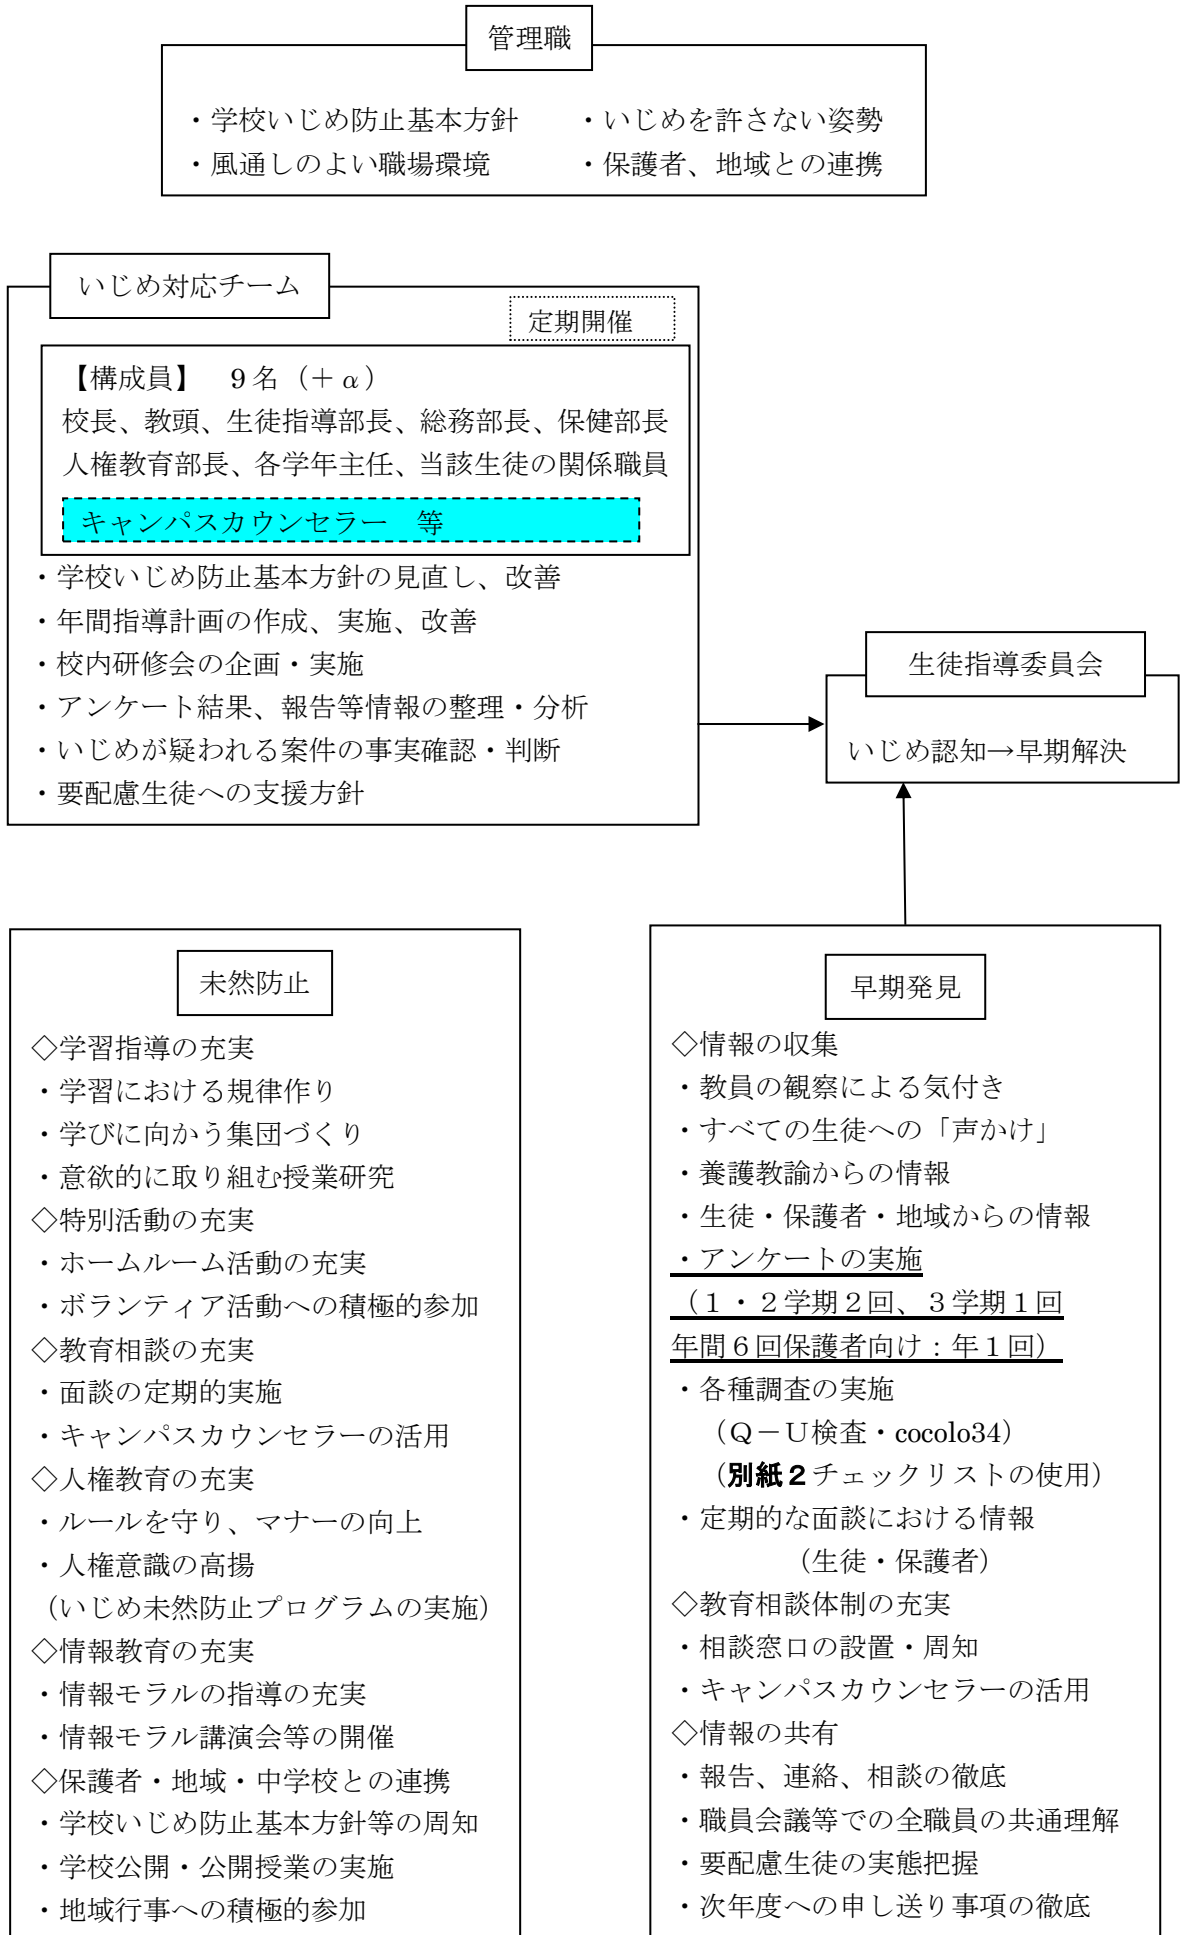 管理職
・学校いじめ防止基本方針　　・いじめを許さない姿勢
・風通しのよい職場環境　　　・保護者、地域との連携
いじめ対応チーム
定期開催
【構成員】　９名（＋α）
校長、教頭、生徒指導部長、総務部長、保健部長
人権教育部長、各学年主任、当該生徒の関係職員
キャンパスカウンセラー　等
・学校いじめ防止基本方針の見直し、改善
・年間指導計画の作成、実施、改善
・校内研修会の企画・実施
・アンケート結果、報告等情報の整理・分析
・いじめが疑われる案件の事実確認・判断
・要配慮生徒への支援方針
生徒指導委員会
いじめ認知→早期解決
未然防止
◇学習指導の充実
・学習における規律作り
・学びに向かう集団づくり
・意欲的に取り組む授業研究
◇特別活動の充実
・ホームルーム活動の充実
・ボランティア活動への積極的参加
◇教育相談の充実
・面談の定期的実施
・キャンパスカウンセラーの活用
◇人権教育の充実
・ルールを守り、マナーの向上
・人権意識の高揚
（いじめ未然防止プログラムの実施）
◇情報教育の充実
・情報モラルの指導の充実
・情報モラル講演会等の開催
◇保護者・地域・中学校との連携
・学校いじめ防止基本方針等の周知
・学校公開・公開授業の実施
・地域行事への積極的参加
早期発見
◇情報の収集
・教員の観察による気付き
・すべての生徒への「声かけ」
・養護教諭からの情報
・生徒・保護者・地域からの情報
・アンケートの実施
（１・２学期２回、３学期１回
年間６回保護者向け：年１回）
・各種調査の実施
（Ｑ－Ｕ検査・cocolo34）
（別紙２チェックリストの使用）
・定期的な面談における情報
（生徒・保護者）
◇教育相談体制の充実
・相談窓口の設置・周知
・キャンパスカウンセラーの活用
◇情報の共有
・報告、連絡、相談の徹底
・職員会議等での全職員の共通理解
・要配慮生徒の実態把握
・次年度への申し送り事項の徹底